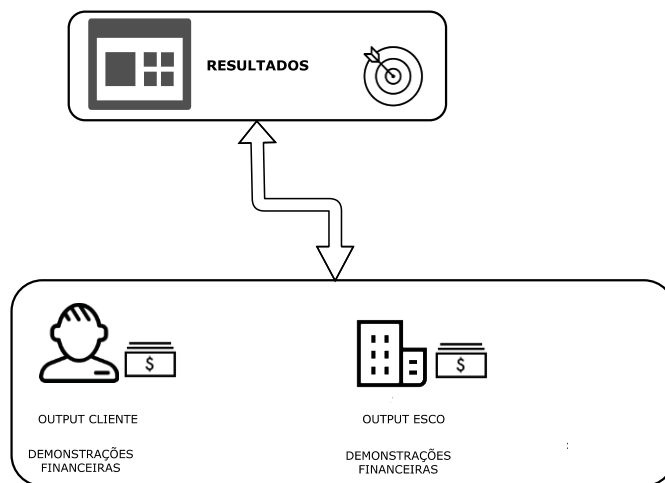 RESULTADOS
$
$
OUTPUT CLIENTE
OUTPUT ESCO
DEMONSTRAÇÕES
FINANCEIRAS
DEMONSTRAÇÕES
FINANCEIRAS
: